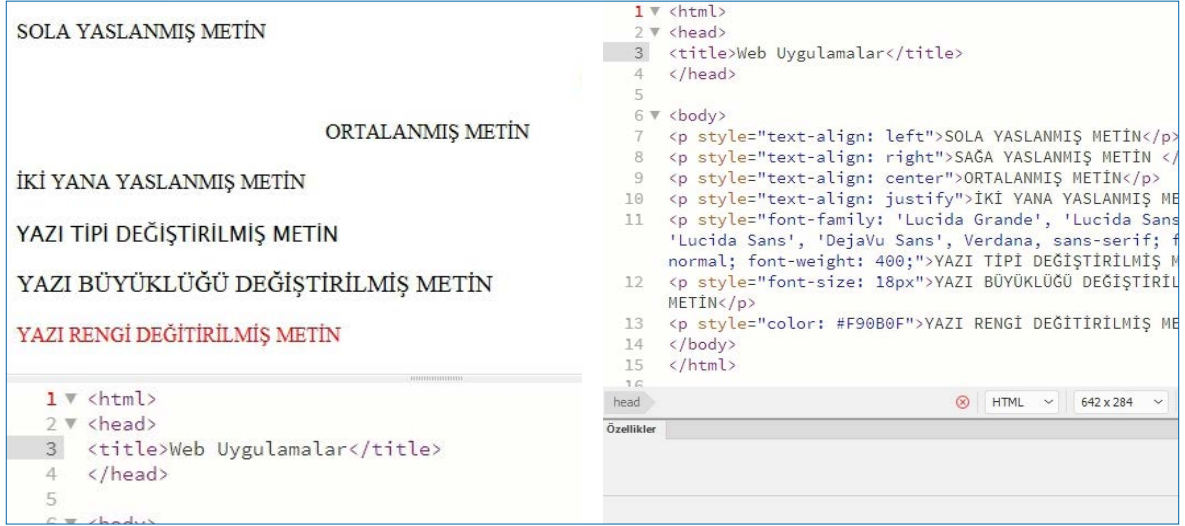 SOLA YASLANMIŞ METİN
ORTALANMIŞ METİN
İKİ YANA YASLANMIŞ METİN
YAZI TİPİ DEĞİŞTİRİLMİŞ METİN
YAZI BÜYÜKLÜĞÜ DEĞİŞTİRİLMİŞ METİN
YAZI RENGİ DEĞİTİRİLMİŞ METİN
1 <html>
2 <head>
3 <title>Web Uygulamalar</title>
4 </head>
5
6 <body>
1 <html>
2 <head>
3 <title>Web Uygulamalar</title>
4 </head>
5
6 <body>
7 <p style="text-align: left">SOLA YASLANMIŞ METİN</p>
8 <p style="text-align: right">SAĞA YASLANMIŞ METİN </
9 <p style="text-align: center">ORTALANMIŞ METİN</p>
10 <p style="text-align: justify">İKİ YANA YASLANMIŞ ME
11 <p style="font-family: 'Lucida Grande', 'Lucida Sans
'Lucida Sans', 'DejaVu Sans', Verdana, sans-serif; f
normal; font-weight: 400;">YAZI TİPİ DEĞİŞTİRİLMİŞ M
12 <p style="font-size: 18px">YAZI BÜYÜKLÜĞÜ DEĞİŞTİRİL
METİN</p>
13 <p style="color: #F90B0F">YAZI RENGİ DEĞİTİRİLMİŞ ME
14 </body>
15 </html>
16
head HTML 642 x 284
Özellikler